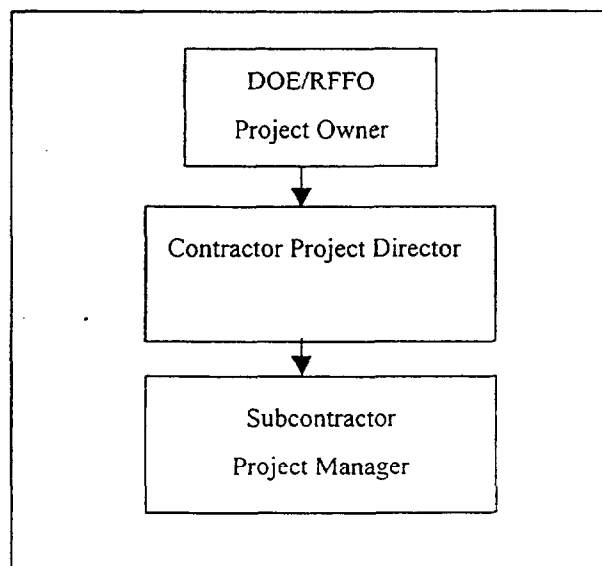 DOE/RFFO
Project Owner
Contractor Project Director
Subcontractor
Project Manager